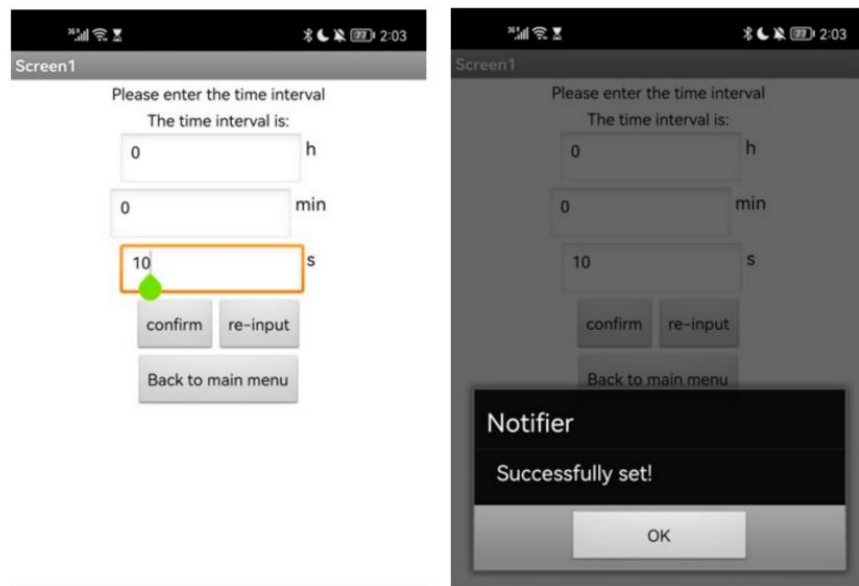 77 2:03
Screen1
Please enter the time interval
The time interval is:
0 h
0 min
10 s
confirm re-input
Back to main menu
77 2:03
Screen1
Please enter the time interval
The time interval is:
0 h
0 min
10 s
confirm re-input
Back to main menu
Notifier
Successfully set!
OK